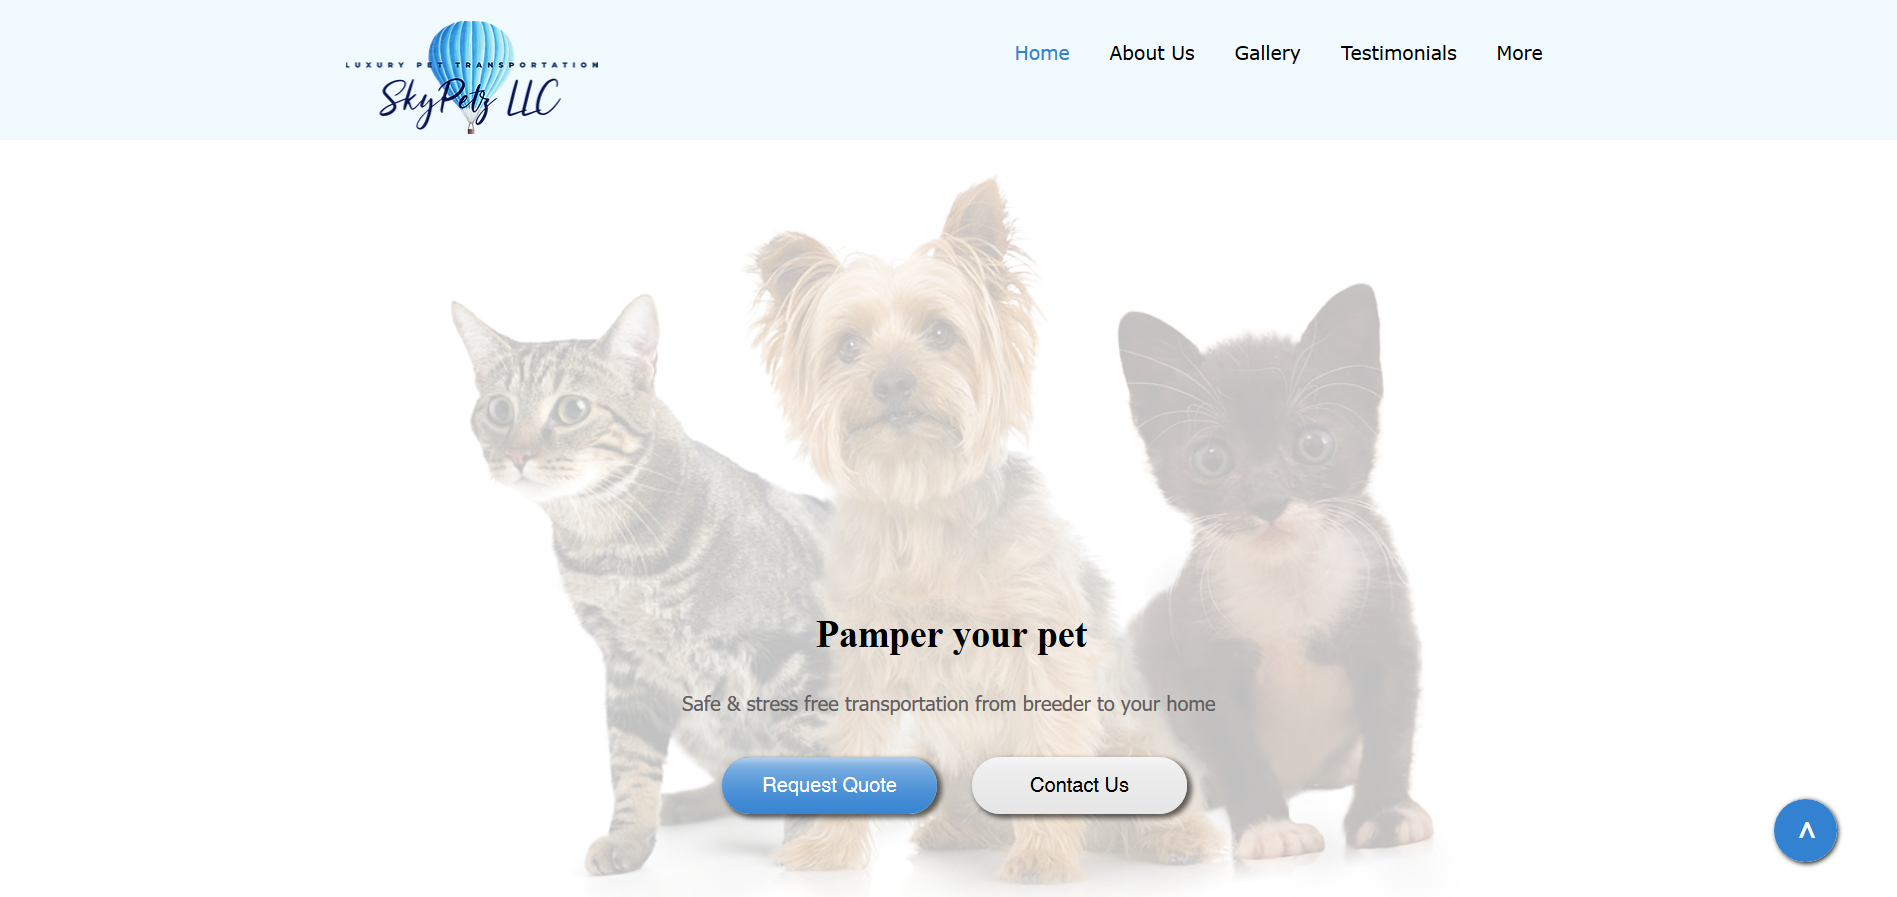 LUXURY PET TRANSPORTATION
SkyPetz LLC
Home About Us Gallery Testimonials More
Pamper your pet
Safe & stress free transportation from breeder to your home
Request Quote Contact Us